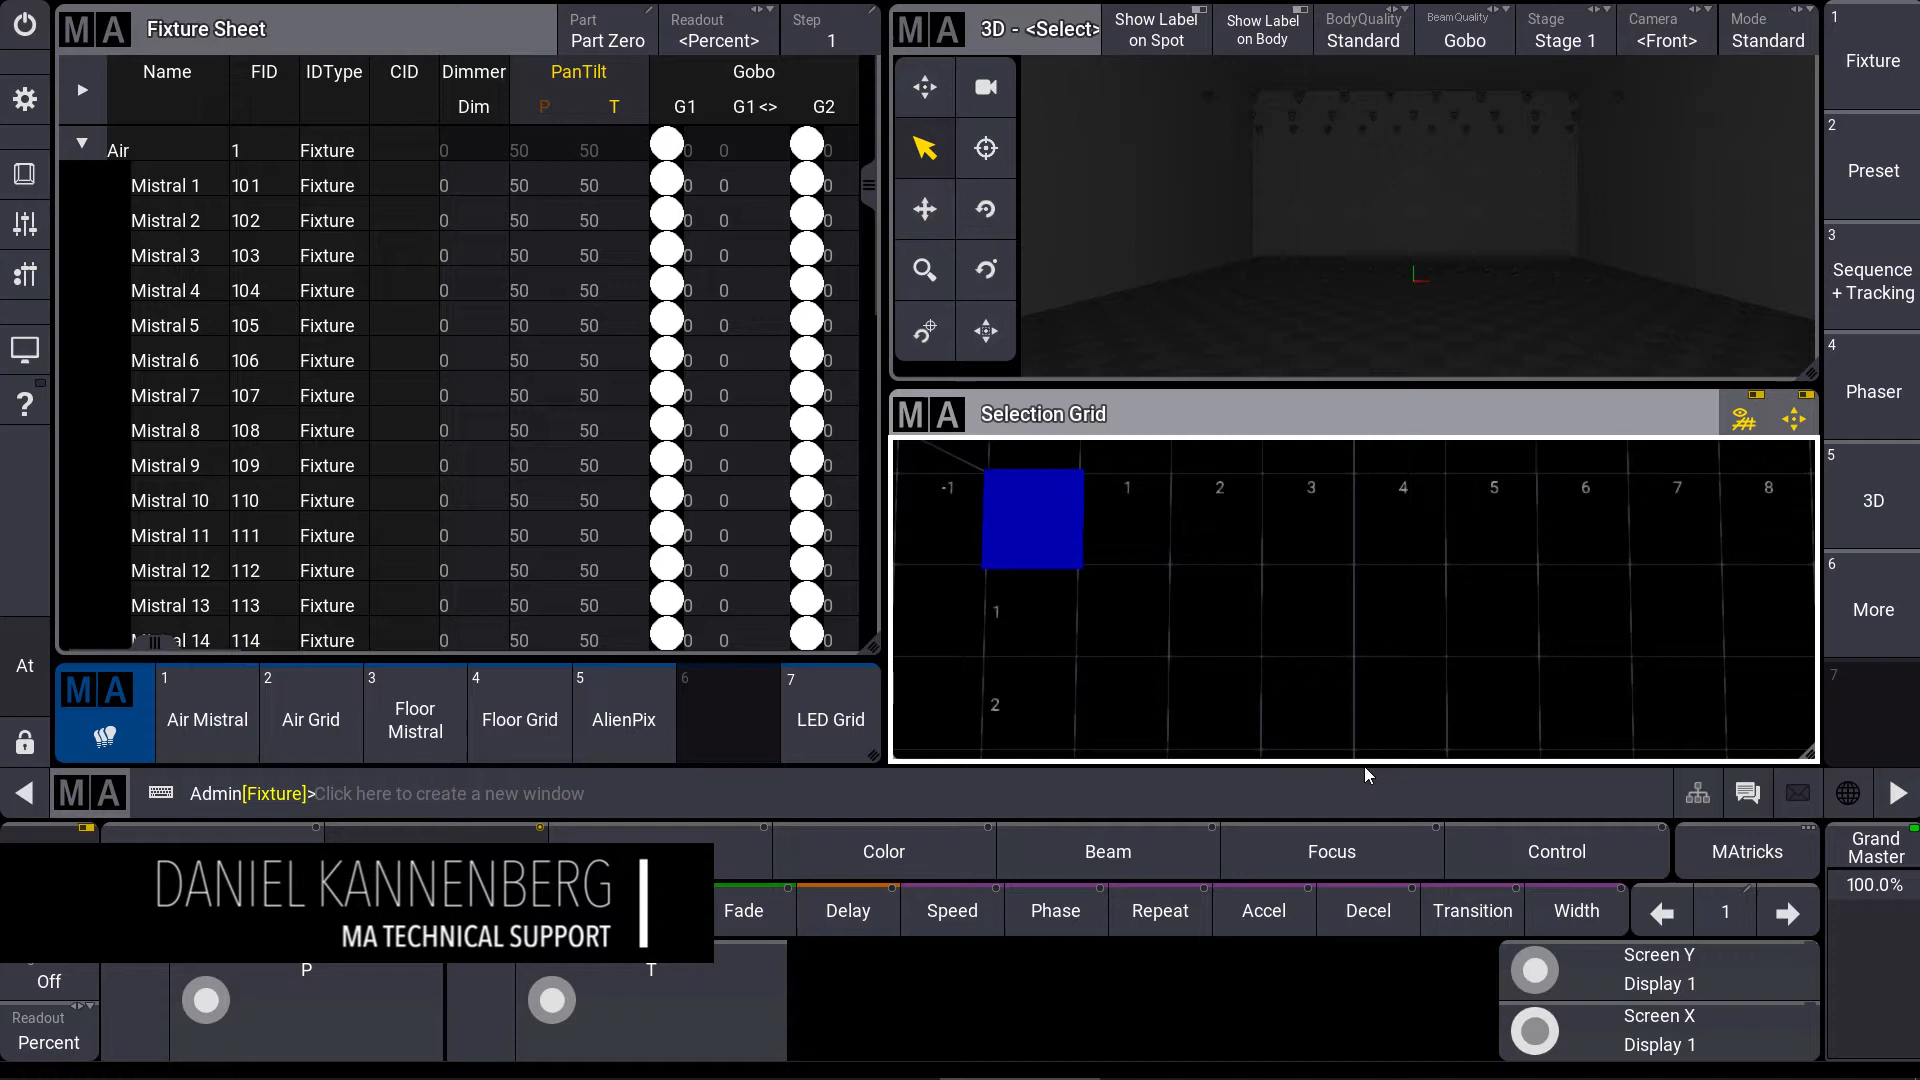 MA Fixture Sheet
Part
Part Zero
Readout
<Percent>
Step
1
Name FID IDType CID Dimmer PanTilt Gobo
Dim P T G1 G1 <> G2
Air 1 Fixture 0 50 50 0 0 0
Mistral 1 101 Fixture 0 50 50 0 0 0
Mistral 2 102 Fixture 0 50 50 0 0 0
Mistral 3 103 Fixture 0 50 50 0 0 0
Mistral 4 104 Fixture 0 50 50 0 0 0
Mistral 5 105 Fixture 0 50 50 0 0 0
Mistral 6 106 Fixture 0 50 50 0 0 0
Mistral 7 107 Fixture 0 50 50 0 0 0
Mistral 8 108 Fixture 0 50 50 0 0 0
Mistral 9 109 Fixture 0 50 50 0 0 0
Mistral 10 110 Fixture 0 50 50 0 0 0
Mistral 11 111 Fixture 0 50 50 0 0 0
Mistral 12 112 Fixture 0 50 50 0 0 0
Mistral 13 113 Fixture 0 50 50 0 0 0
Mistral 14 114 Fixture 0 50 50 0 0 0
MA 3D - <Select>
Show Label
on Spot
Show Label
on Body
BodyQuality
Standard
BeamQuality
Gobo
Stage
Stage 1
Camera
<Front>
Mode
Standard
MA Selection Grid
-1 1 2 3 4 5 6 7 8
1
2
1
Fixture
2
Preset
3
Sequence
+ Tracking
4
Phaser
5
3D
6
More
7
?
At
MA
1
Air Mistral
2
Air Grid
3
Floor
Mistral
4
Floor Grid
5
AlienPix
6
7
LED Grid
MA Admin[Fixture]>Click here to create a new window
Color Beam Focus Control MAtricks
Grand
Master
100.0%
DANIEL KANNENBERG
MA TECHNICAL SUPPORT
Fade Delay Speed Phase Repeat Accel Decel Transition Width 1
P T
Off
Readout
Percent
Screen Y
Display 1
Screen X
Display 1